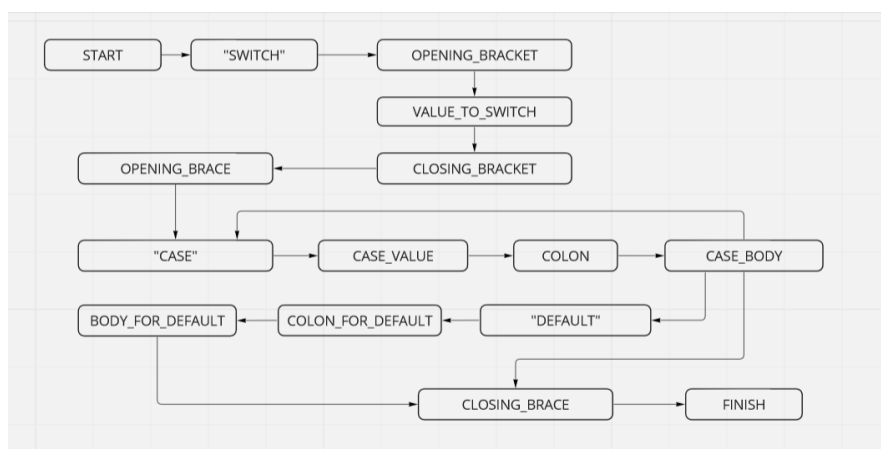 START
"SWITCH"
OPENING_BRACKET
VALUE_TO_SWITCH
OPENING_BRACE
CLOSING_BRACKET
"CASE"
CASE_VALUE
COLON
CASE_BODY
BODY_FOR_DEFAULT
COLON_FOR_DEFAULT
"DEFAULT"
CLOSING_BRACE
FINISH